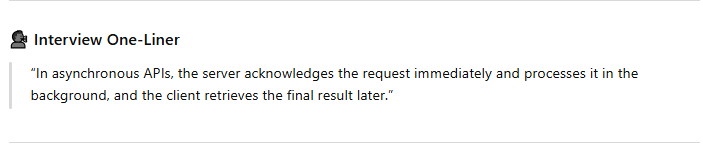 Interview One-Liner
“In asynchronous APIs, the server acknowledges the request immediately and processes it in the
background, and the client retrieves the final result later.”